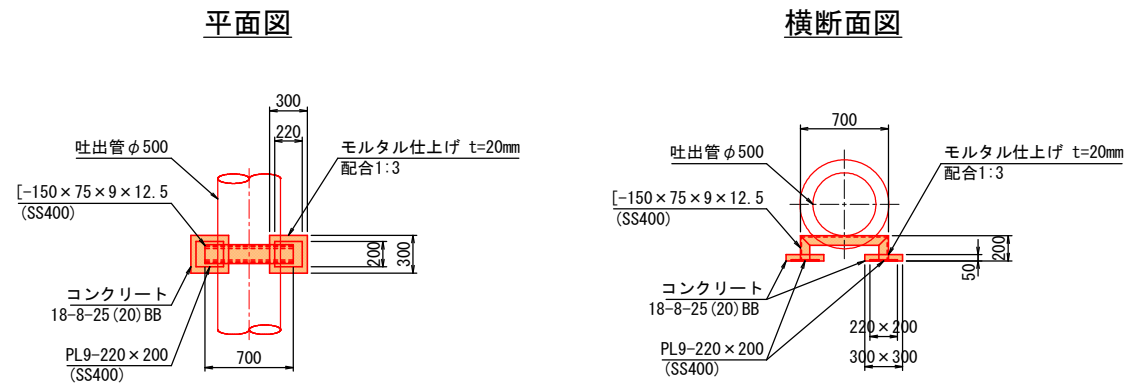 平面図
300
220
吐出管φ500
モルタル仕上げ t=20mm
配合1:3
[-150×75×9×12.5
(SS400)
200
300
コンクリート
18-8-25(20)BB
PL9-220×200
(SS400)
700
横断面図
700
吐出管φ500
モルタル仕上げ t=20mm
配合1:3
[-150×75×9×12.5
(SS400)
200
50
コンクリート
18-8-25(20)BB
220×200
PL9-220×200
(SS400)
300×300